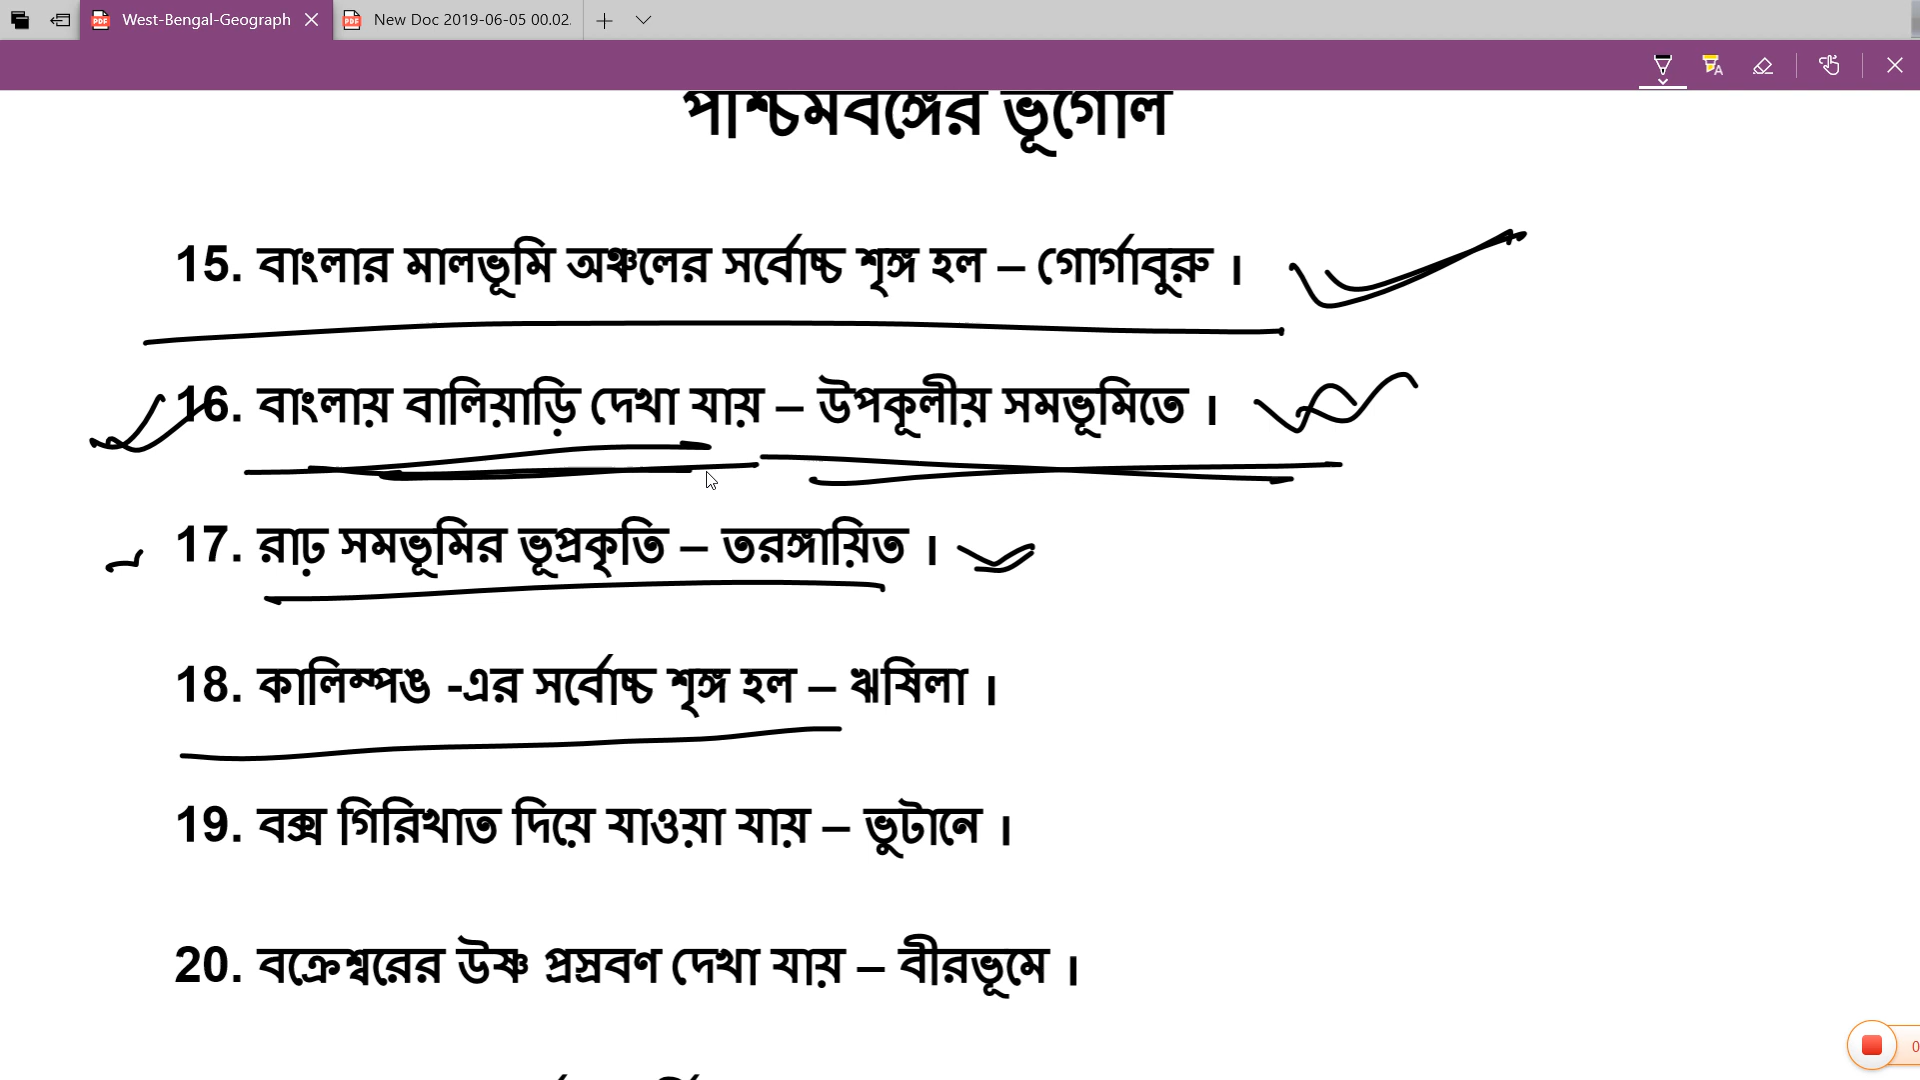 West-Bengal-Geograph
New Doc 2019-06-05 00.02.
পশ্চিমবঙ্গের ভূগোল
15. বাংলার মালভূমি অঞ্চলের সর্বোচ্চ শৃঙ্গ হল – গোর্গাবুরু ।
16. বাংলায় বালিয়াড়ি দেখা যায় – উপকূলীয় সমভূমিতে ।
17. রাঢ় সমভূমির ভূপ্রকৃতি – তরঙ্গায়িত ।
18. কালিম্পঙ -এর সর্বোচ্চ শৃঙ্গ হল – ঋষিলা ।
19. বক্স গিরিখাত দিয়ে যাওয়া যায় – ভুটানে ।
20. বক্রেশ্বরের উষ্ণ প্রস্রবণ দেখা যায় – বীরভূমে ।
0